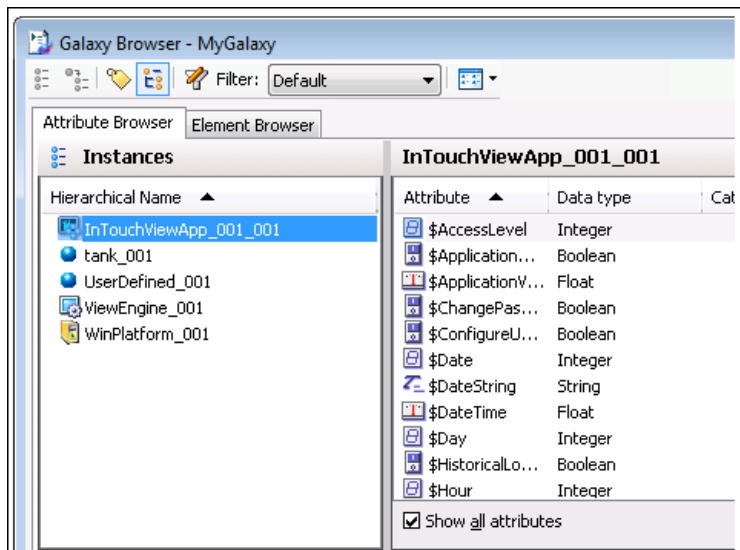 Galaxy Browser - MyGalaxy
Filter: Default
Attribute Browser Element Browser
Instances InTouchViewApp_001_001
Hierarchical Name Attribute Data type Cat
InTouchViewApp_001_001 $AccessLevel Integer
tank_001 $Application... Boolean
UserDefined_001 $ApplicationV... Float
ViewEngine_001 $ChangePas... Boolean
WinPlatform_001 $ConfigureU... Boolean
$Date Integer
$DateString String
$DateTime Float
$Day Integer
$HistoricalLo... Boolean
$Hour Integer
Show all attributes